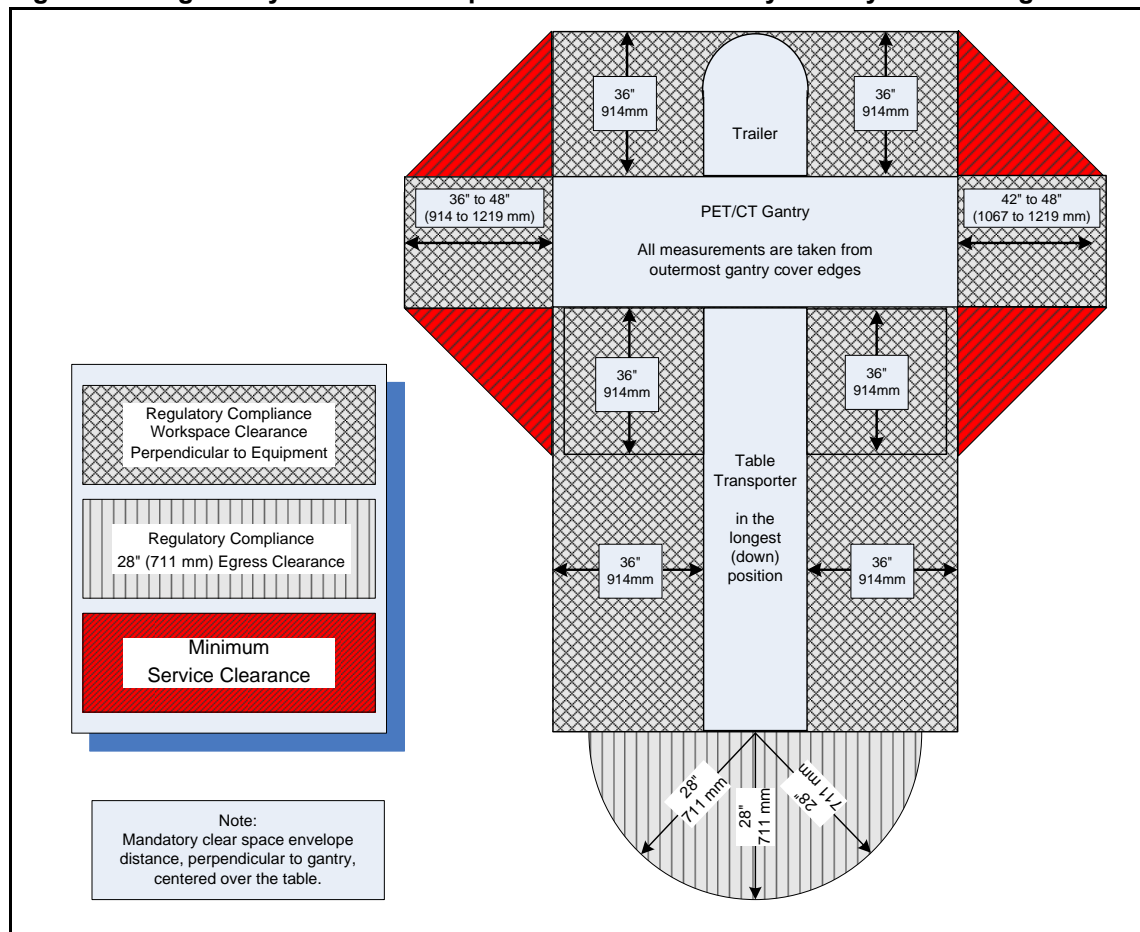 36"
914mm
36"
914mm
Trailer
36" to 48"
(914 to 1219 mm)
PET/CT Gantry
All measurements are taken from
outermost gantry cover edges
42" to 48"
(1067 to 1219 mm)
36"
914mm
36"
914mm
Table
Transporter
in the
longest
(down)
position
36"
914mm
36"
914mm
28"
711 mm
28"
711 mm
28"
711 mm
Regulatory Compliance
Workspace Clearance
Perpendicular to Equipment
Regulatory Compliance
28" (711 mm) Egress Clearance
Minimum
Service Clearance
Note:
Mandatory clear space envelope
distance, perpendicular to gantry,
centered over the table.